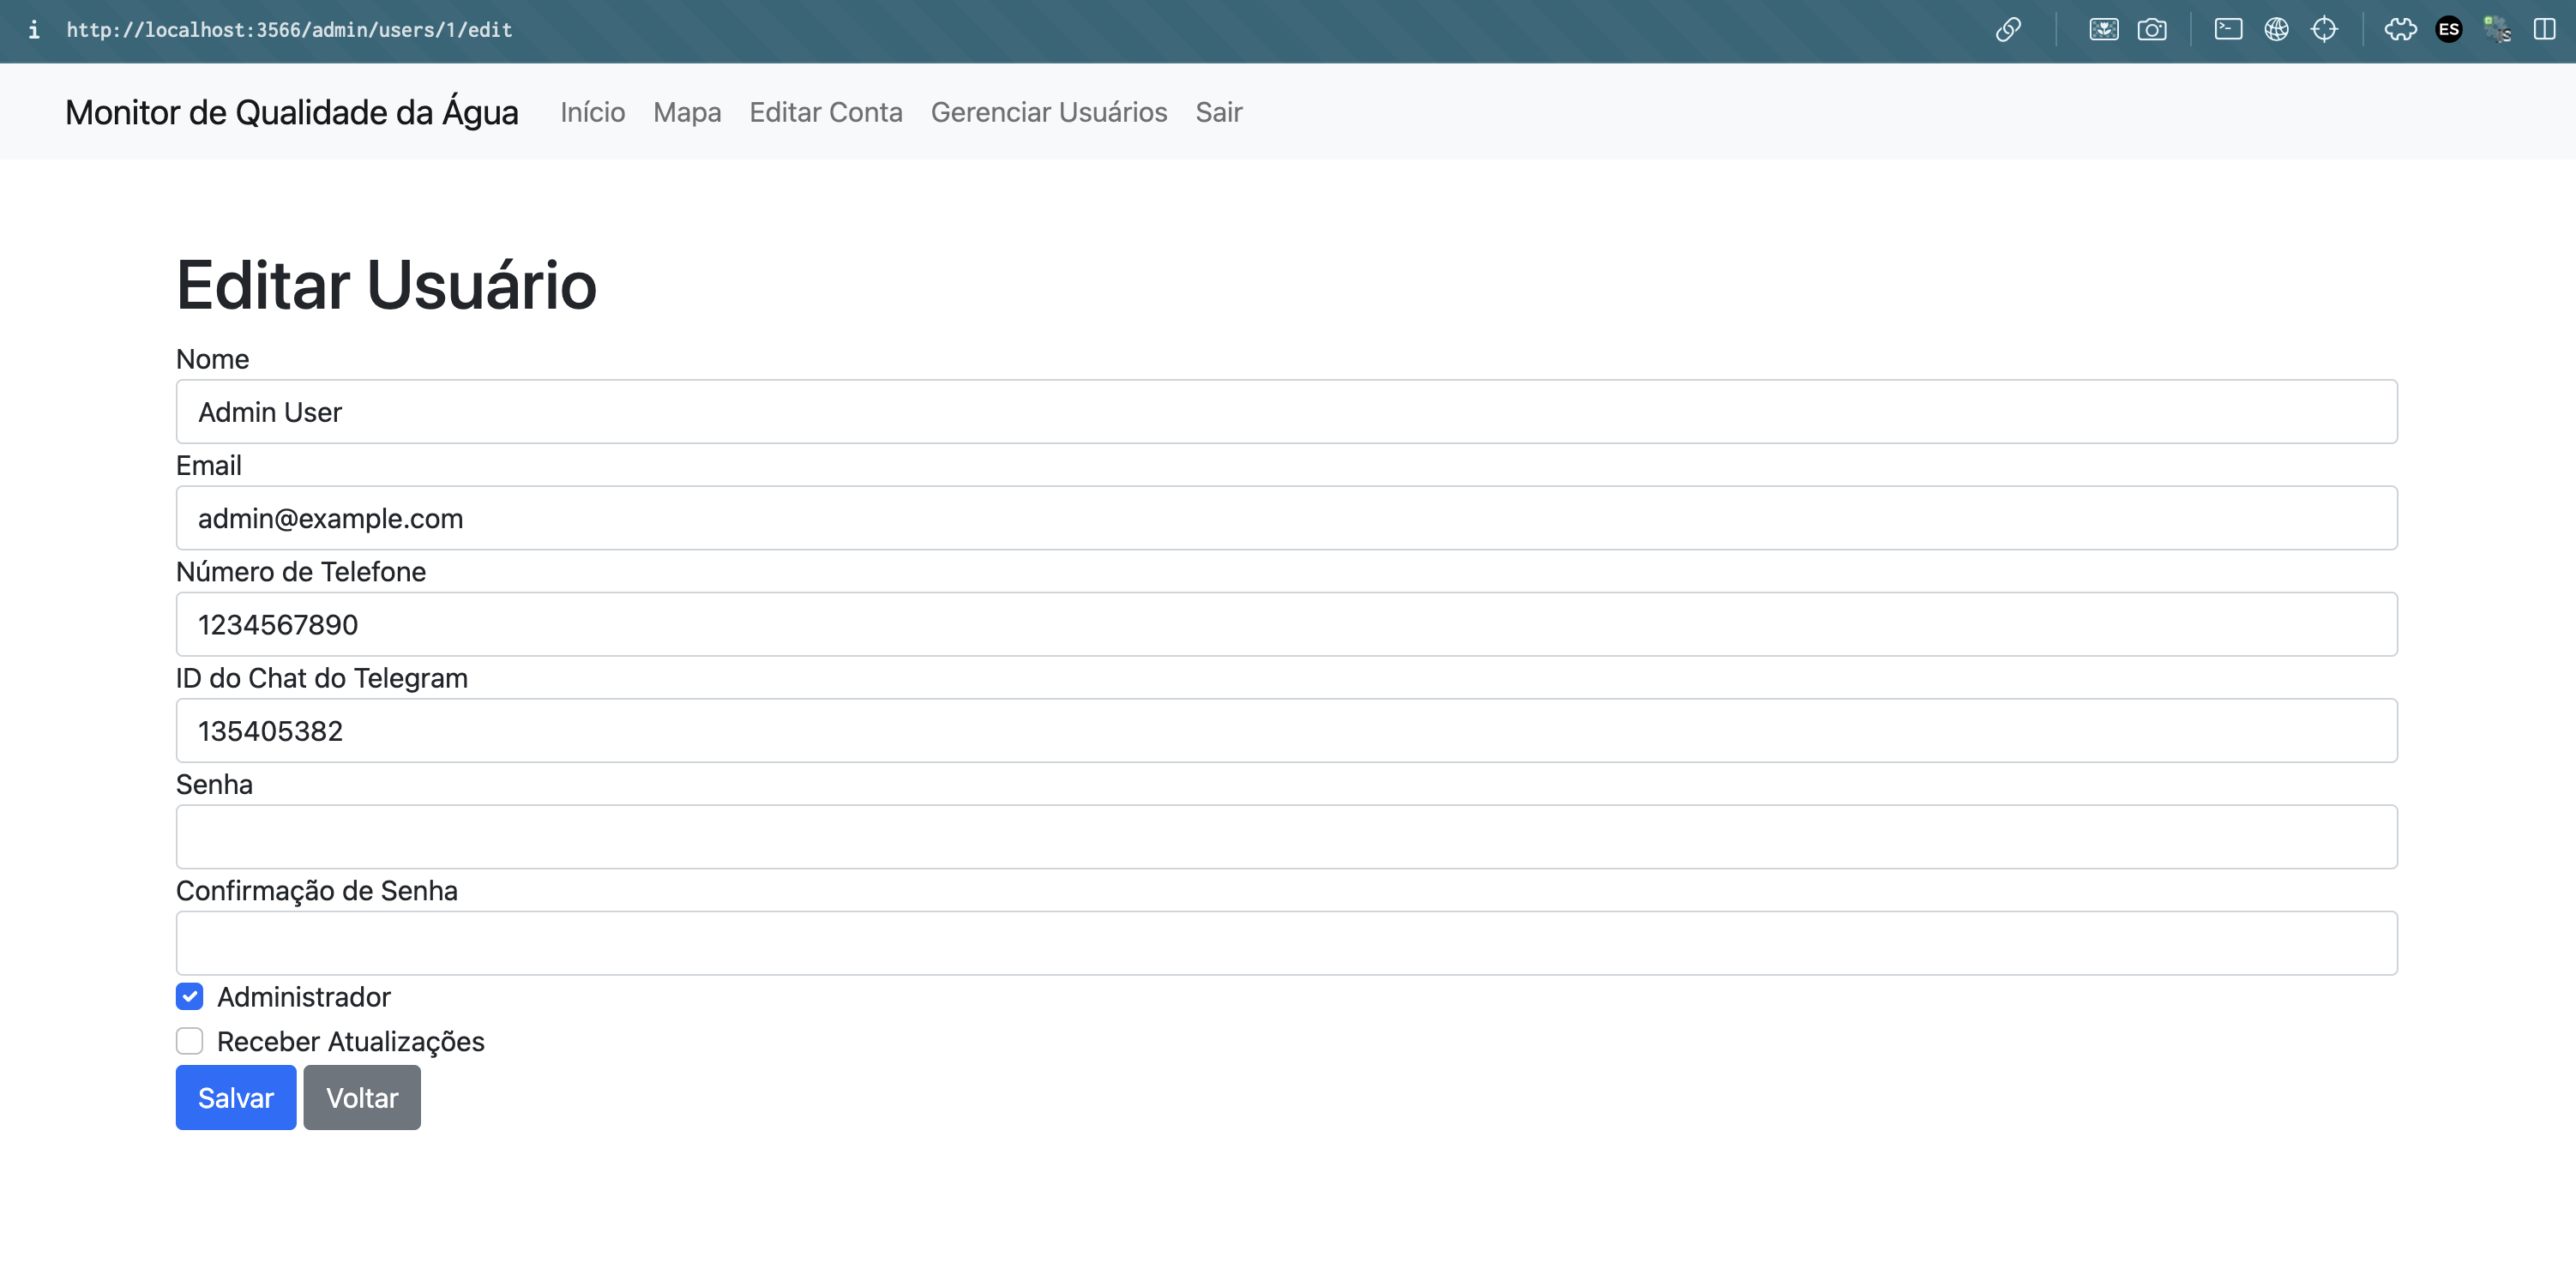 http://localhost:3566/admin/users/1/edit
ES
Monitor de Qualidade da Água Início Mapa Editar Conta Gerenciar Usuários Sair
Editar Usuário
Nome
Admin User
Email
admin@example.com
Número de Telefone
1234567890
ID do Chat do Telegram
135405382
Senha
Confirmação de Senha
Administrador
Receber Atualizações
Salvar Voltar